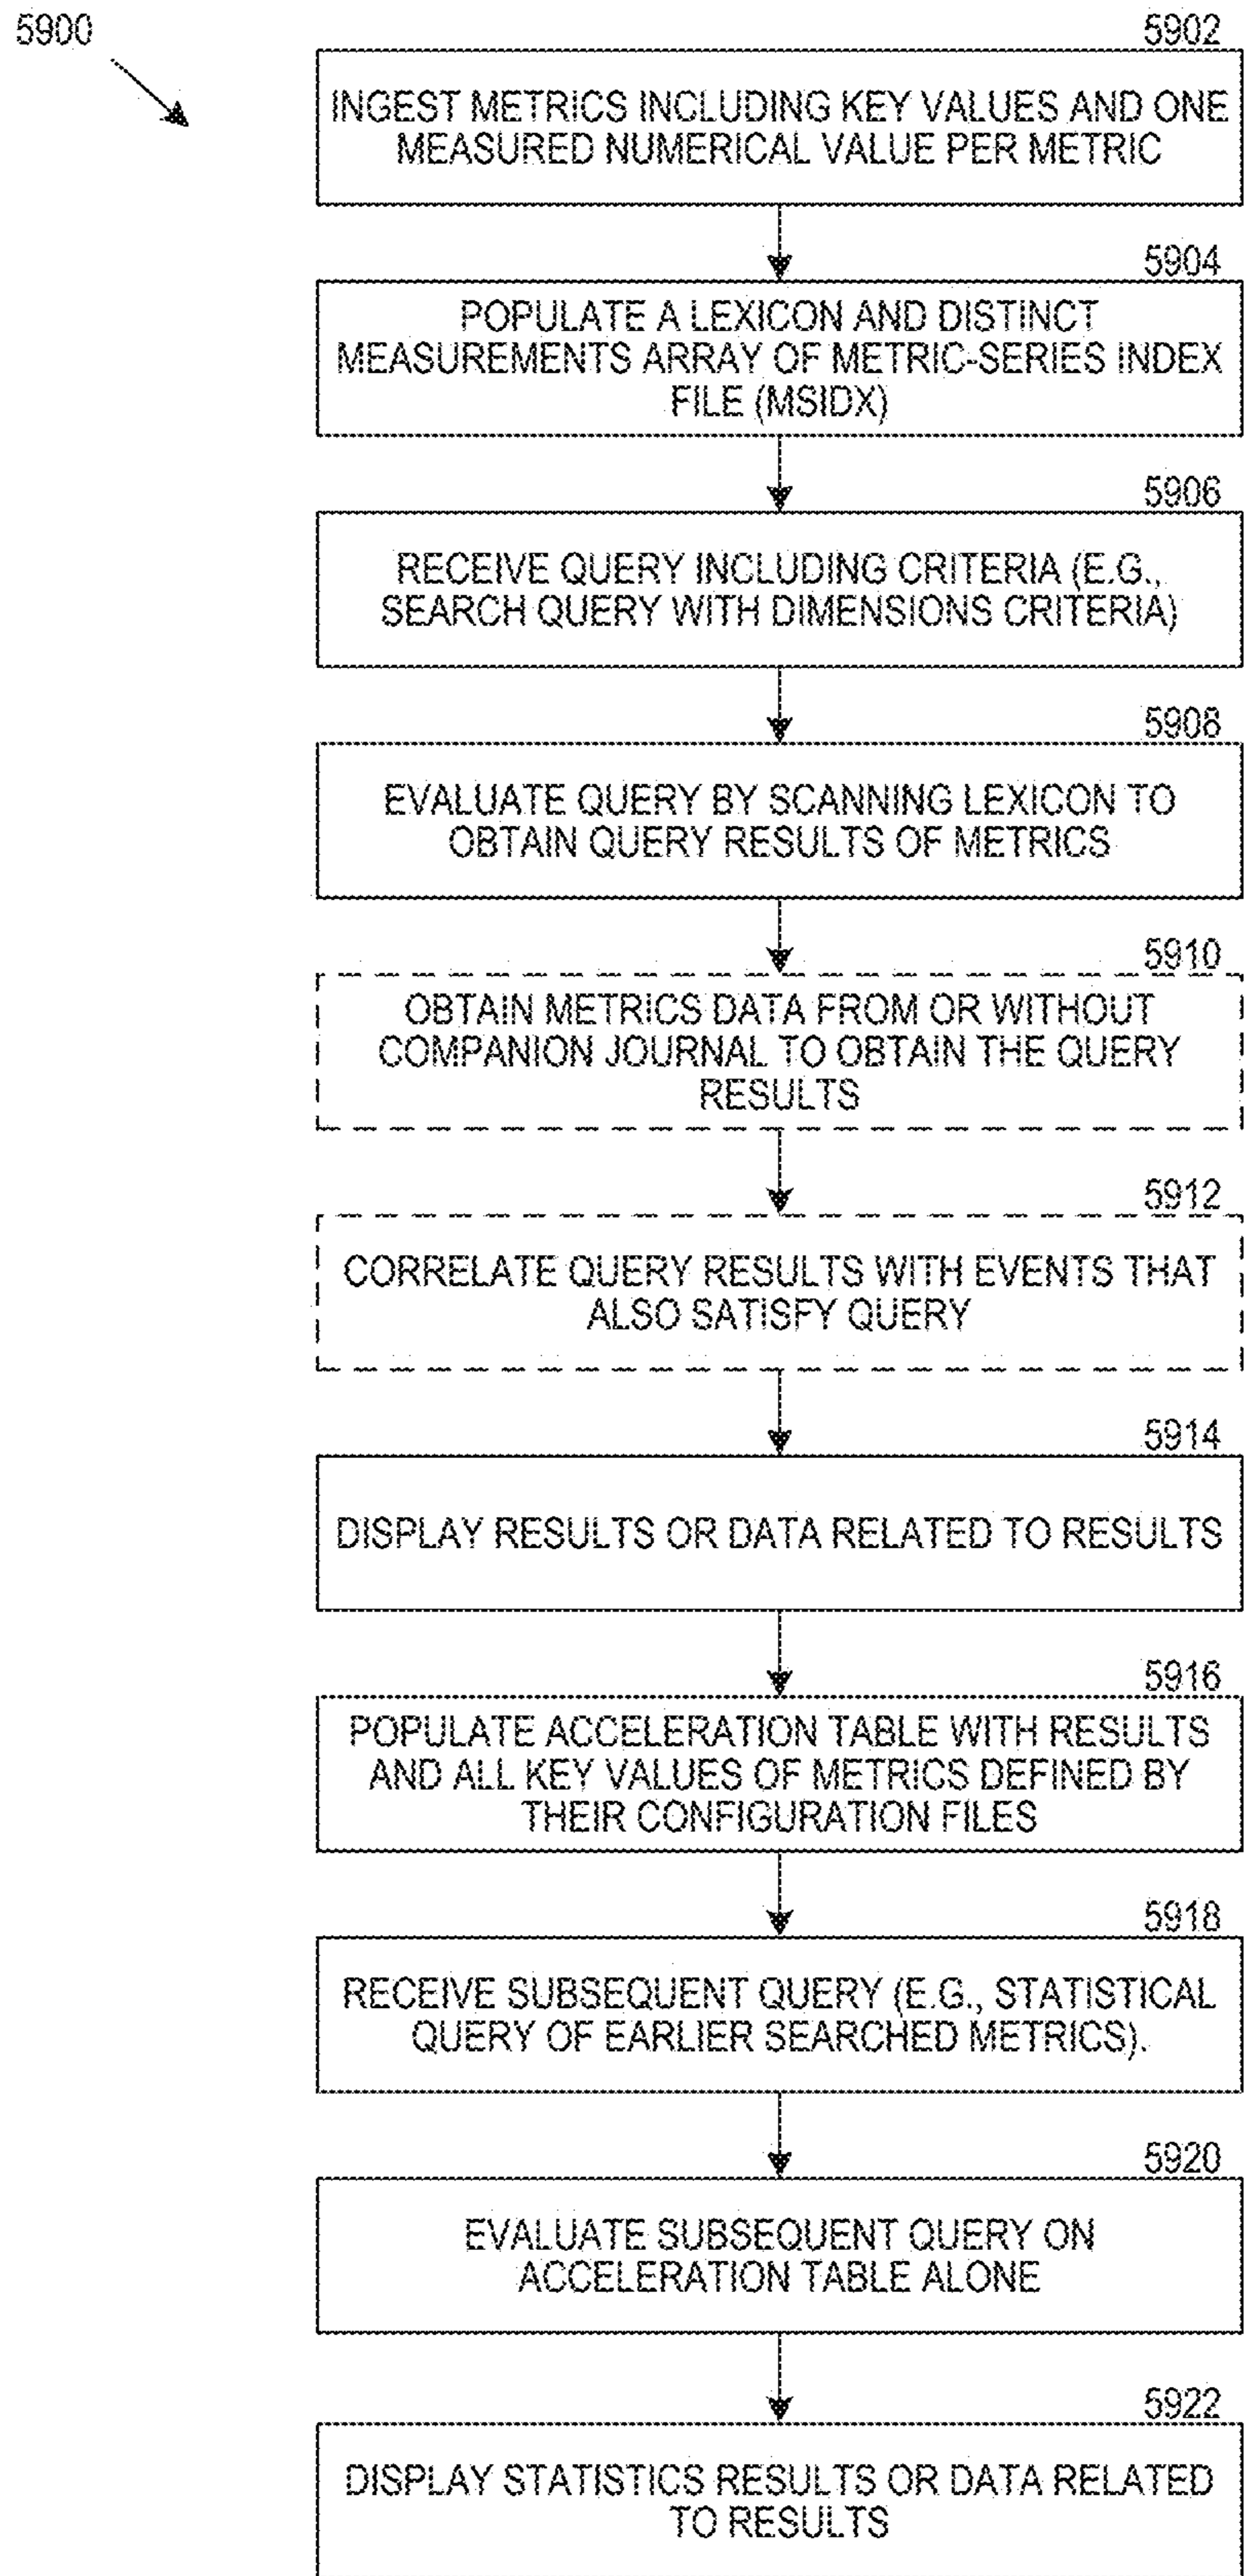 5900
5902
INGEST METRICS INCLUDING KEY VALUES AND ONE
MEASURED NUMERICAL VALUE PER METRIC
5904
POPULATE A LEXICON AND DISTINCT
MEASUREMENTS ARRAY OF METRIC-SERIES INDEX
FILE (MSIDX)
5906
RECEIVE QUERY INCLUDING CRITERIA (E.G.,
SEARCH QUERY WITH DIMENSIONS CRITERIA)
5908
EVALUATE QUERY BY SCANNING LEXICON TO
OBTAIN QUERY RESULTS OF METRICS
5910
OBTAIN METRICS DATA FROM OR WITHOUT
COMPANION JOURNAL TO OBTAIN THE QUERY
RESULTS
5912
CORRELATE QUERY RESULTS WITH EVENTS THAT
ALSO SATISFY QUERY
5914
DISPLAY RESULTS OR DATA RELATED TO RESULTS
5916
POPULATE ACCELERATION TABLE WITH RESULTS
AND ALL KEY VALUES OF METRICS DEFINED BY
THEIR CONFIGURATION FILES
5918
RECEIVE SUBSEQUENT QUERY (E.G., STATISTICAL
QUERY OF EARLIER SEARCHED METRICS).
5920
EVALUATE SUBSEQUENT QUERY ON
ACCELERATION TABLE ALONE
5922
DISPLAY STATISTICS RESULTS OR DATA RELATED
TO RESULTS